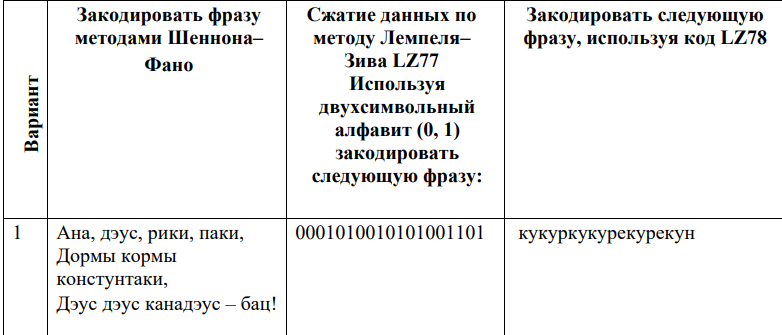 Вариант
Закодировать фразу
методами Шеннона–
Фано
Сжатие данных по
методу Лемпеля–
Зива LZ77
Используя
двухсимвольный
алфавит (0, 1)
закодировать
следующую фразу:
Закодировать следующую
фразу, используя код LZ78
1
Ана, дэус, рики, паки,
Дормы кормы
констунтаки,
Дэус дэус канадэус – бац!
0001010010101001101
кукуркукурекурекун